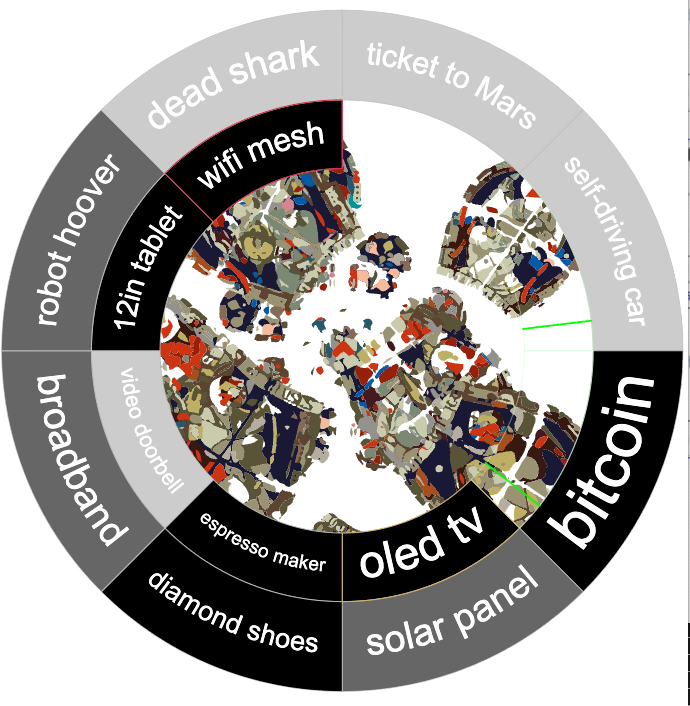 dead shark
ticket to Mars
self-driving car
bitcoin
solar panel
diamond shoes
broadband
robot hoover
wifi mesh
12in tablet
video doorbell
espresso maker
oled tv